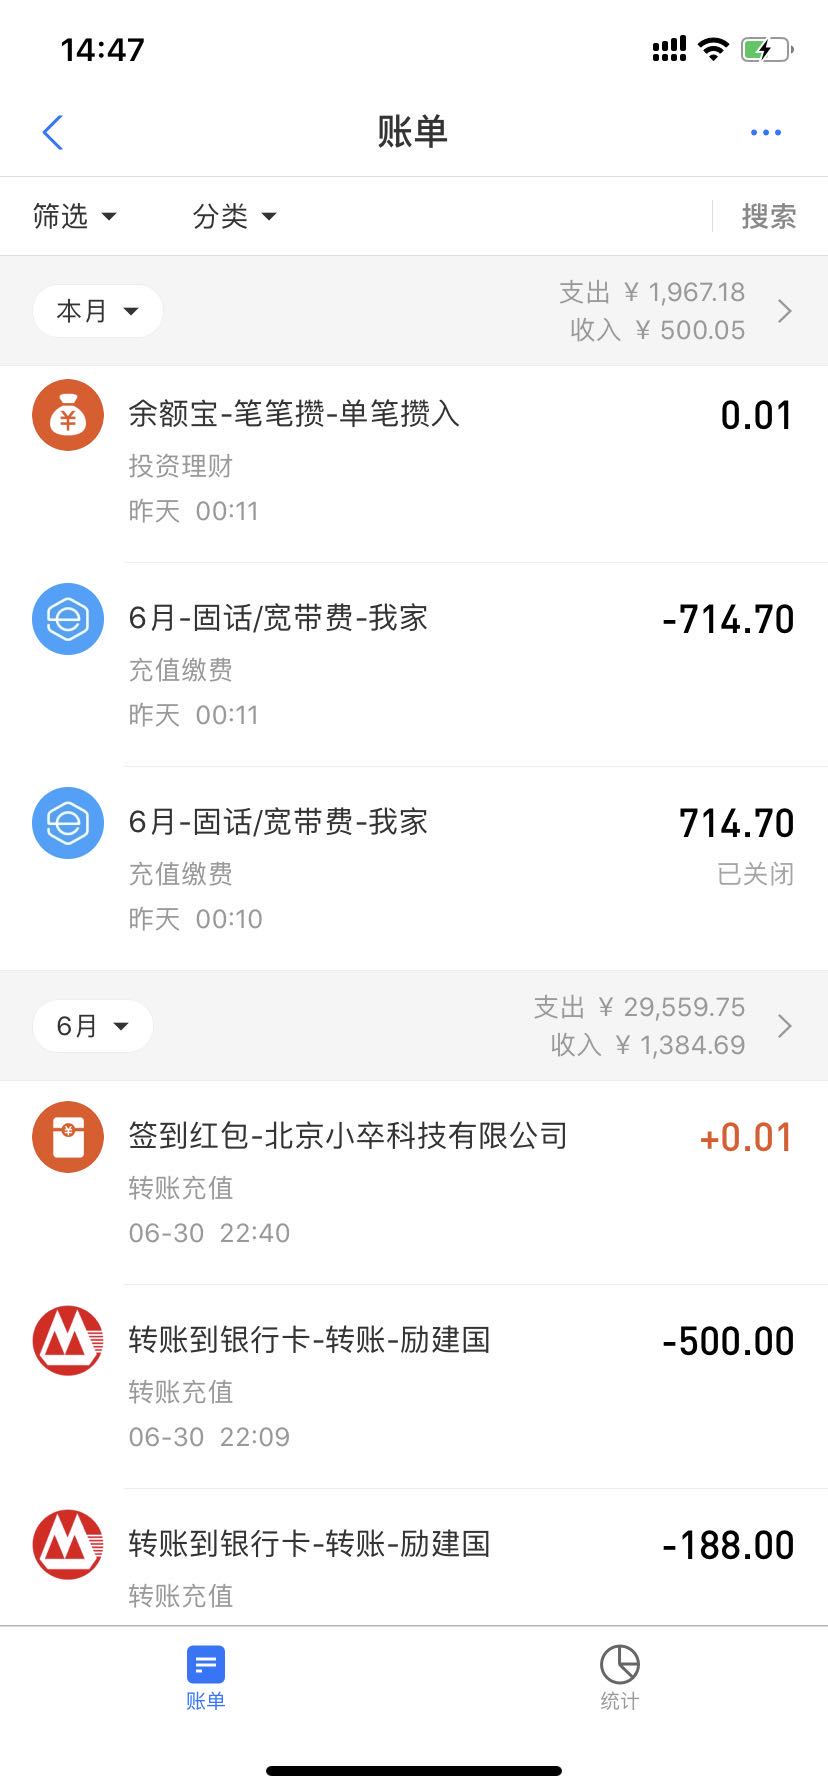 14:47
账单
筛选 分类 搜索
本月 支出 ¥ 1,967.18
收入 ¥ 500.05
余额宝-笔笔攒-单笔攒入 0.01
投资理财
昨天 00:11
6月-固话/宽带费-我家 -714.70
充值缴费
昨天 00:11
6月-固话/宽带费-我家 714.70
充值缴费 已关闭
昨天 00:10
6月 支出 ¥ 29,559.75
收入 ¥ 1,384.69
签到红包-北京小卒科技有限公司 +0.01
转账充值
06-30 22:40
转账到银行卡-转账-励建国 -500.00
转账充值
06-30 22:09
转账到银行卡-转账-励建国 -188.00
转账充值
账单 统计